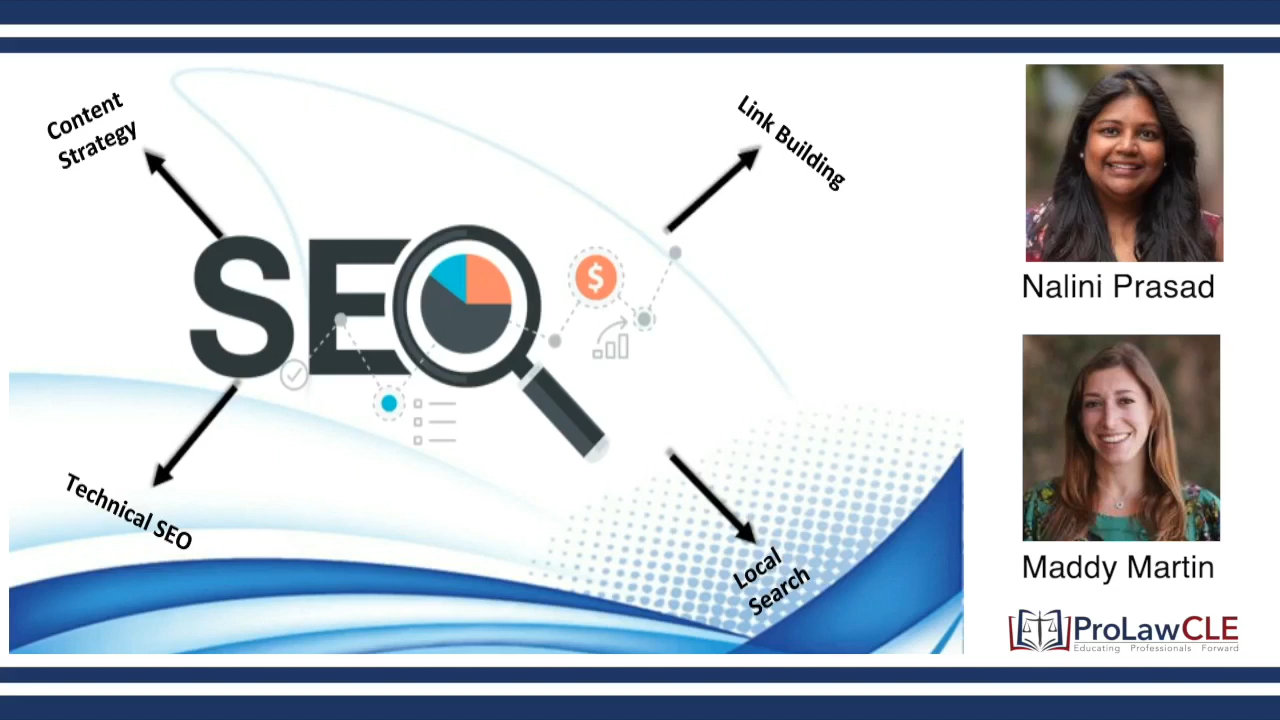 Content
Strategy
Link Building
SEO
$
Technical SEO
Local
Search
Nalini Prasad
Maddy Martin
ProLawCLE
Educating Professionals Forward